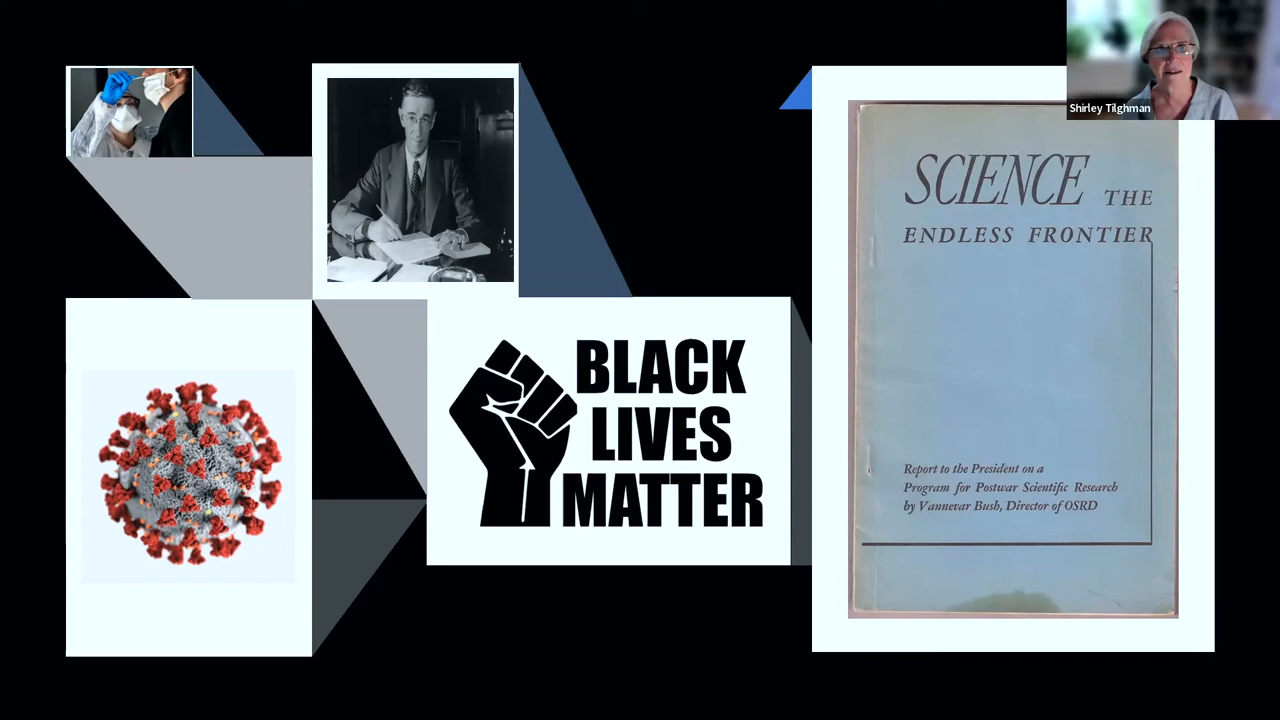 Shirley Tilghman
SCIENCE THE
ENDLESS FRONTIER
BLACK
LIVES
MATTER
Report to the President on a
Program for Postwar Scientific Research
by Vannevar Bush, Director of OSRD